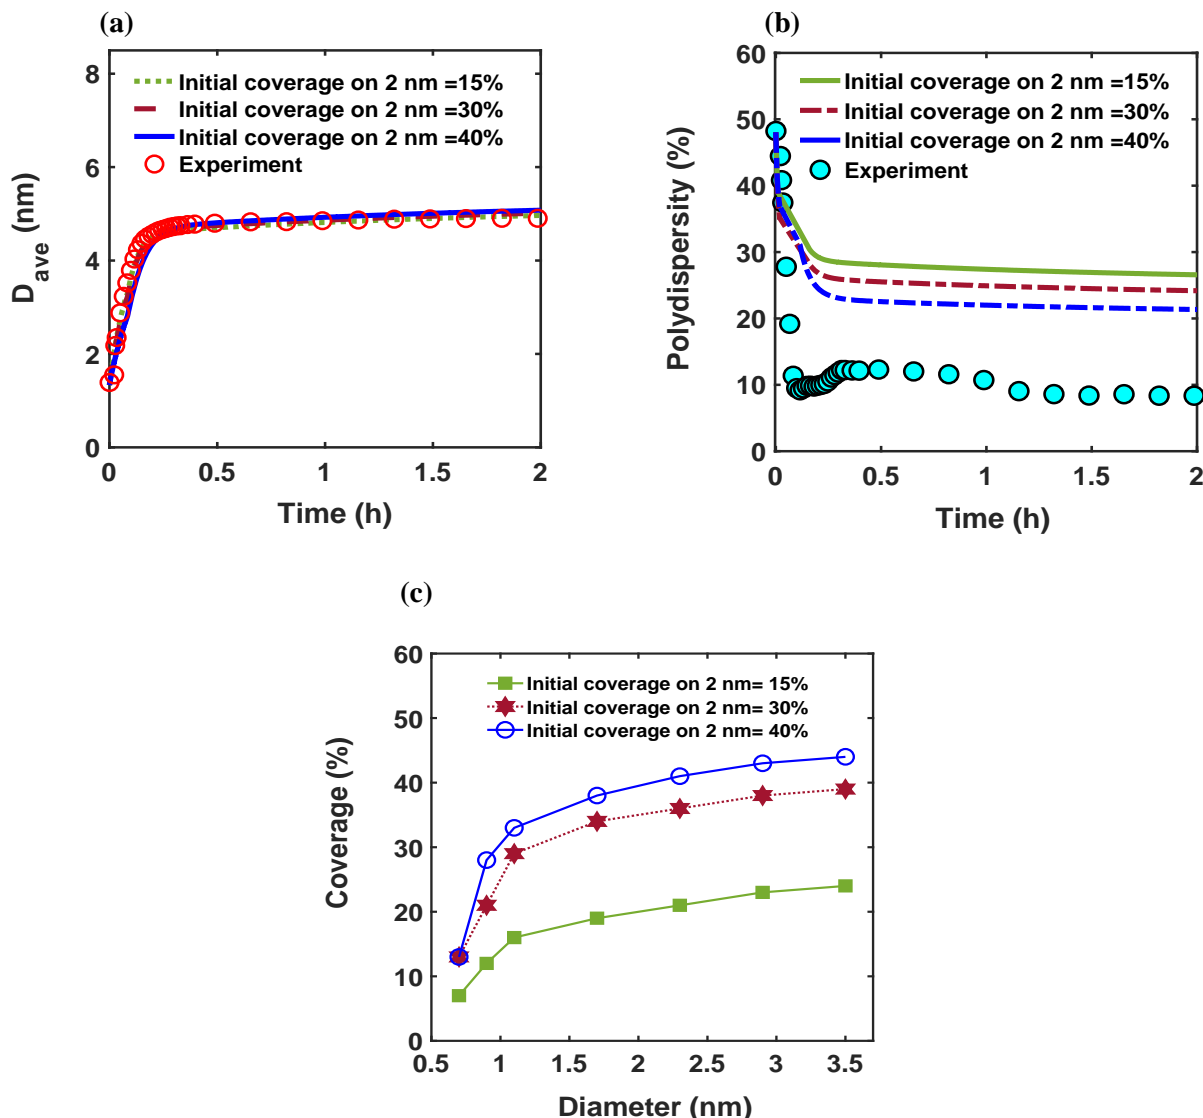 (a)
8
6
4
2
0
D ave (nm)
Initial coverage on 2 nm =15%
Initial coverage on 2 nm =30%
Initial coverage on 2 nm =40%
Experiment
0 0.5 1 1.5 2
Time (h)
(b)
60
50
40
30
20
10
0
Polydispersity (%)
Initial coverage on 2 nm =15%
Initial coverage on 2 nm =30%
Initial coverage on 2 nm =40%
Experiment
0 0.5 1 1.5 2
Time (h)
(c)
60
50
40
30
20
10
0
Coverage (%)
Initial coverage on 2 nm= 15%
Initial coverage on 2 nm= 30%
Initial coverage on 2 nm= 40%
0.5 1 1.5 2 2.5 3 3.5
Diameter (nm)